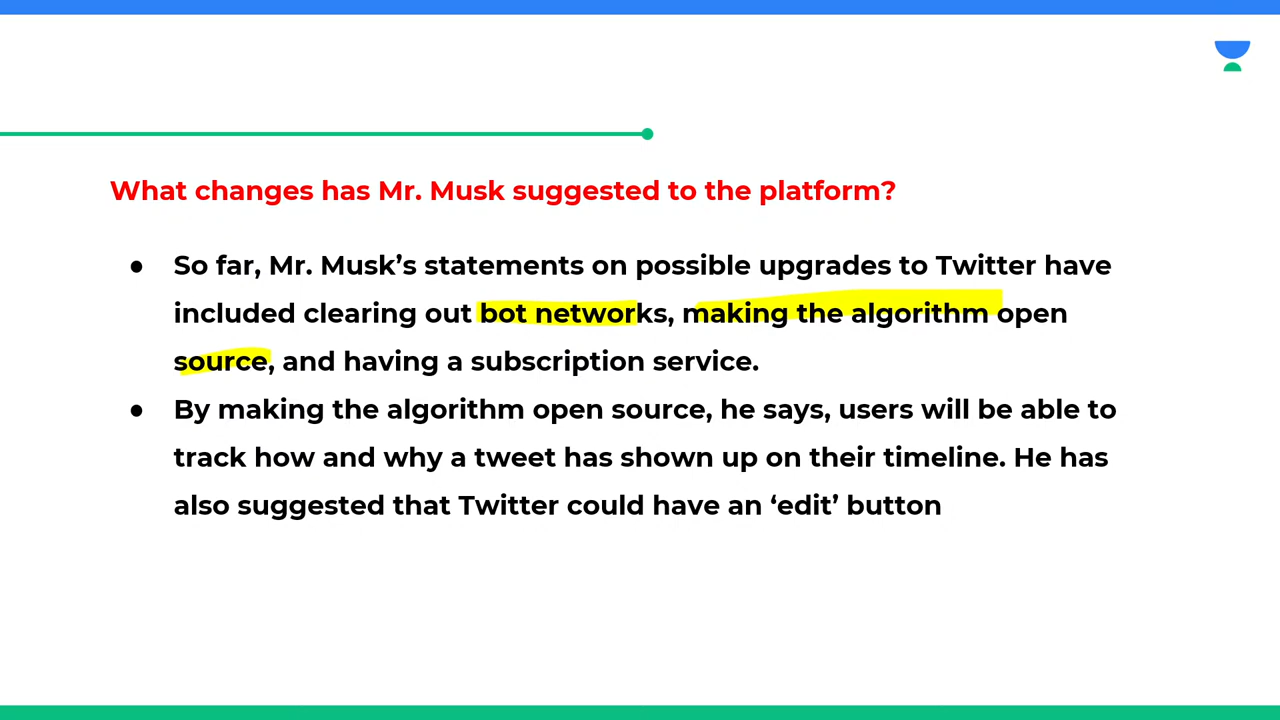 What changes has Mr. Musk suggested to the platform?
● So far, Mr. Musk’s statements on possible upgrades to Twitter have
included clearing out bot networks, making the algorithm open
source, and having a subscription service.
● By making the algorithm open source, he says, users will be able to
track how and why a tweet has shown up on their timeline. He has
also suggested that Twitter could have an ‘edit’ button